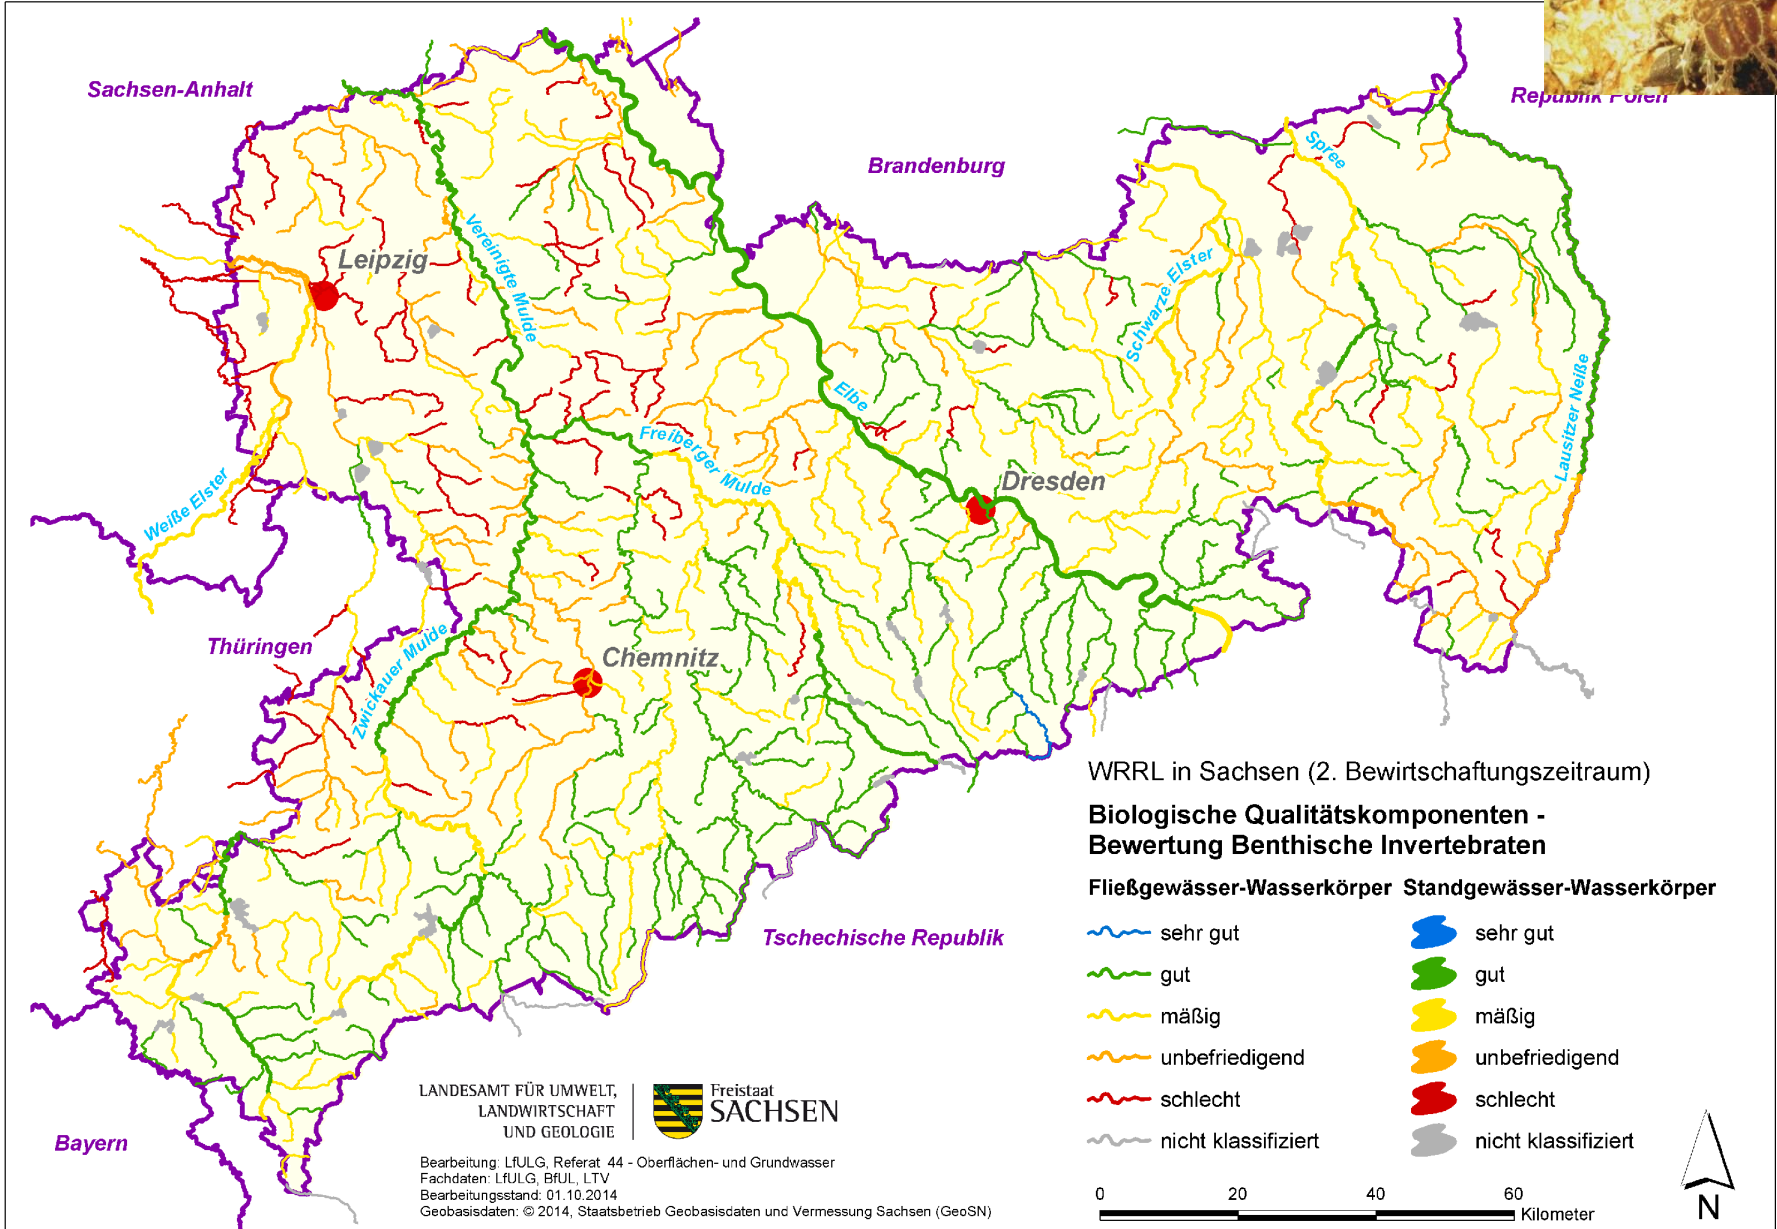 Sachsen-Anhalt
Republik Polen
Brandenburg
Spree
Leipzig
Vereinigte Mulde
Schwarze Elster
Elbe
Lausitzer Neiße
Freiberger Mulde
Weiße Elster
Dresden
Thüringen
Zwickauer Mulde
Chemnitz
Tschechische Republik
Bayern
WRRL in Sachsen (2. Bewirtschaftungszeitraum)
Biologische Qualitätskomponenten -
Bewertung Benthische Invertebraten
Fließgewässer-Wasserkörper Standgewässer-Wasserkörper
sehr gut sehr gut
gut gut
mäßig mäßig
unbefriedigend unbefriedigend
schlecht schlecht
nicht klassifiziert nicht klassifiziert
0 20 40 60
Kilometer
N
LANDESAMT FÜR UMWELT,
LANDWIRTSCHAFT
UND GEOLOGIE
Freistaat
SACHSEN
Bearbeitung: LfULG, Referat 44 - Oberflächen- und Grundwasser
Fachdaten: LfULG, BfUL, LTV
Bearbeitungsstand: 01.10.2014
Geobasisdaten: © 2014, Staatsbetrieb Geobasisdaten und Vermessung Sachsen (GeoSN)